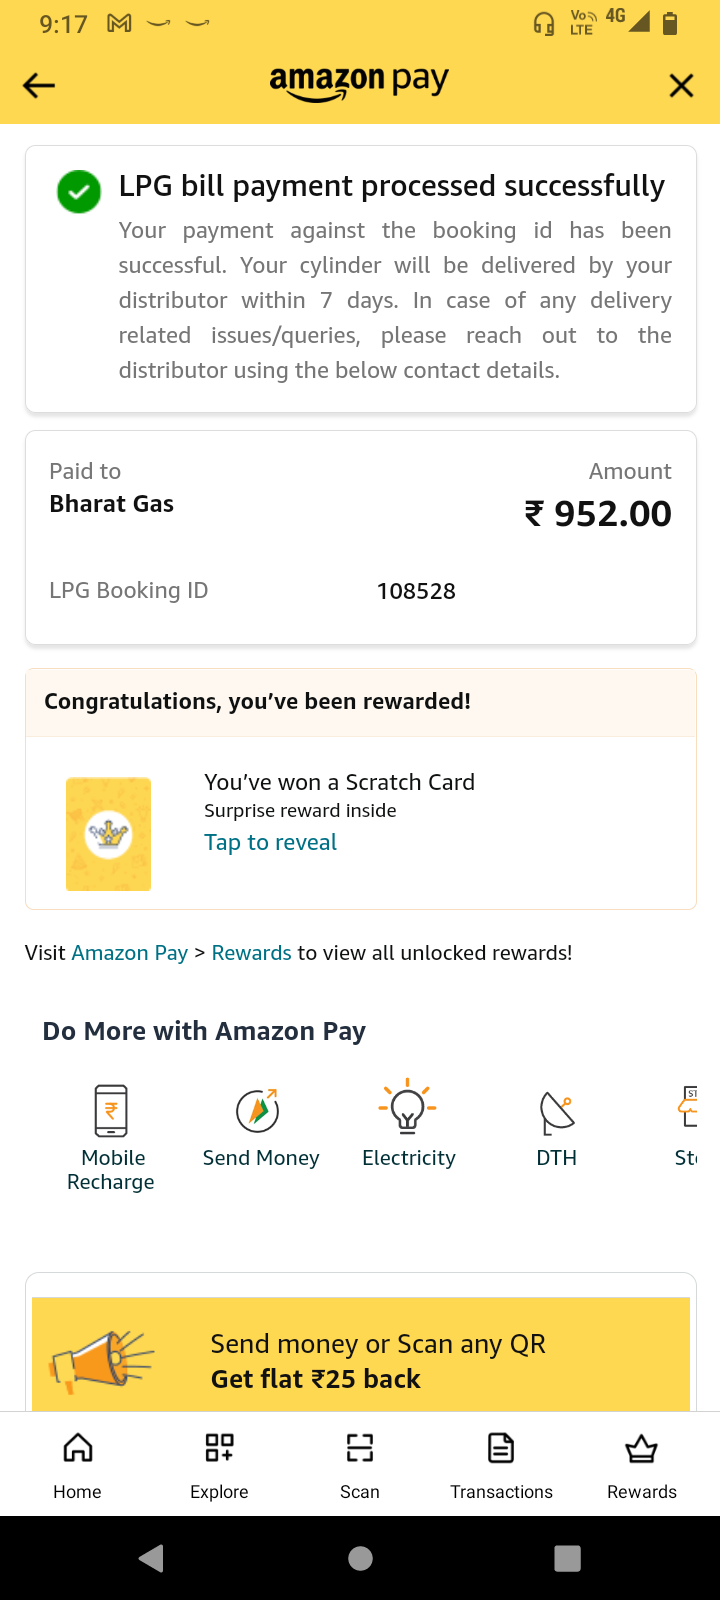 9:17
Vo
LTE
4G
amazon pay
LPG bill payment processed successfully
Your payment against the booking id has been
successful. Your cylinder will be delivered by your
distributor within 7 days. In case of any delivery
related issues/queries, please reach out to the
distributor using the below contact details.
Paid to
Amount
Bharat Gas
₹ 952.00
LPG Booking ID
108528
Congratulations, you’ve been rewarded!
You’ve won a Scratch Card
Surprise reward inside
Tap to reveal
Visit Amazon Pay > Rewards to view all unlocked rewards!
Do More with Amazon Pay
Mobile
Recharge
Send Money
Electricity
DTH
Send money or Scan any QR
Get flat ₹25 back
Home
Explore
Scan
Transactions
Rewards